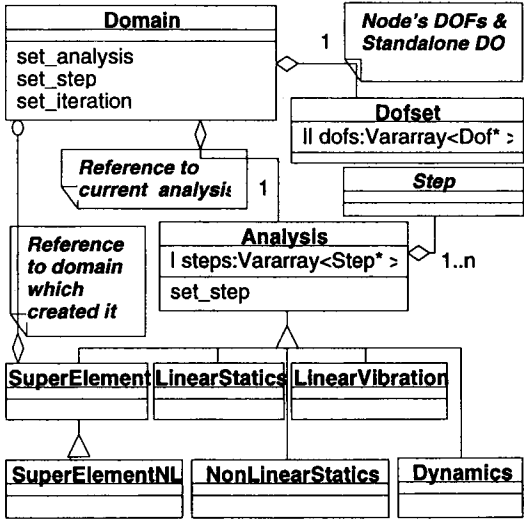 Domain
set_analysis
set_step
set_iteration
1
Node's DOFs &
Standalone DO
Dofset
|| dofs:Vararray<Dof* >
Reference to
current analysis
1
Step
Reference
to domain
which
created it
Analysis
| steps:Vararray<Step* >
set_step
1..n
SuperElement
LinearStatics
LinearVibration
SuperElementNL
NonLinearStatics
Dynamics